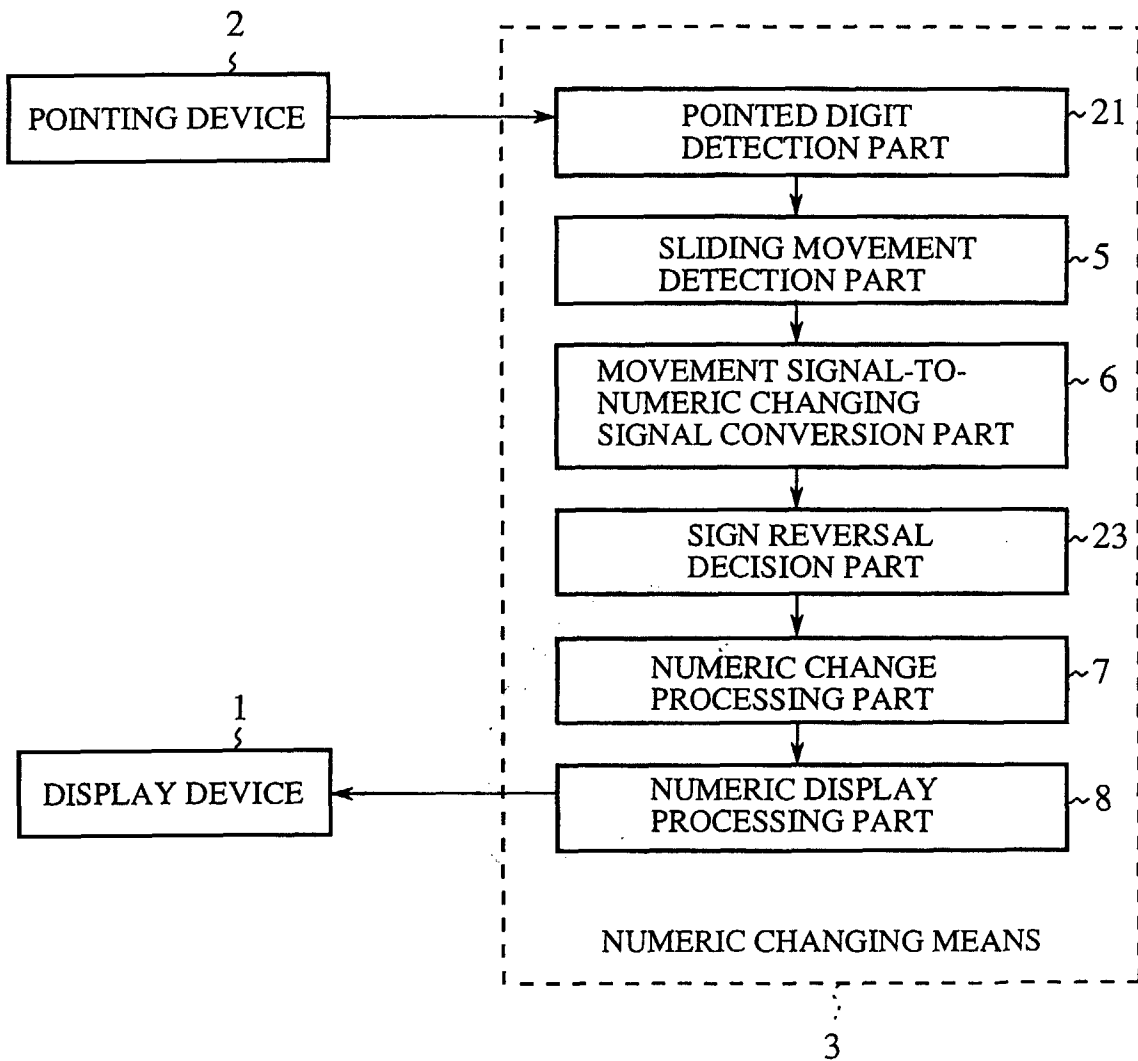 2
POINTING DEVICE
POINTED DIGIT
DETECTION PART
21
SLIDING MOVEMENT
DETECTION PART
5
MOVEMENT SIGNAL-TO-
NUMERIC CHANGING
SIGNAL CONVERSION PART
6
SIGN REVERSAL
DECISION PART
23
NUMERIC CHANGE
PROCESSING PART
7
1
DISPLAY DEVICE
NUMERIC DISPLAY
PROCESSING PART
8
NUMERIC CHANGING MEANS
3